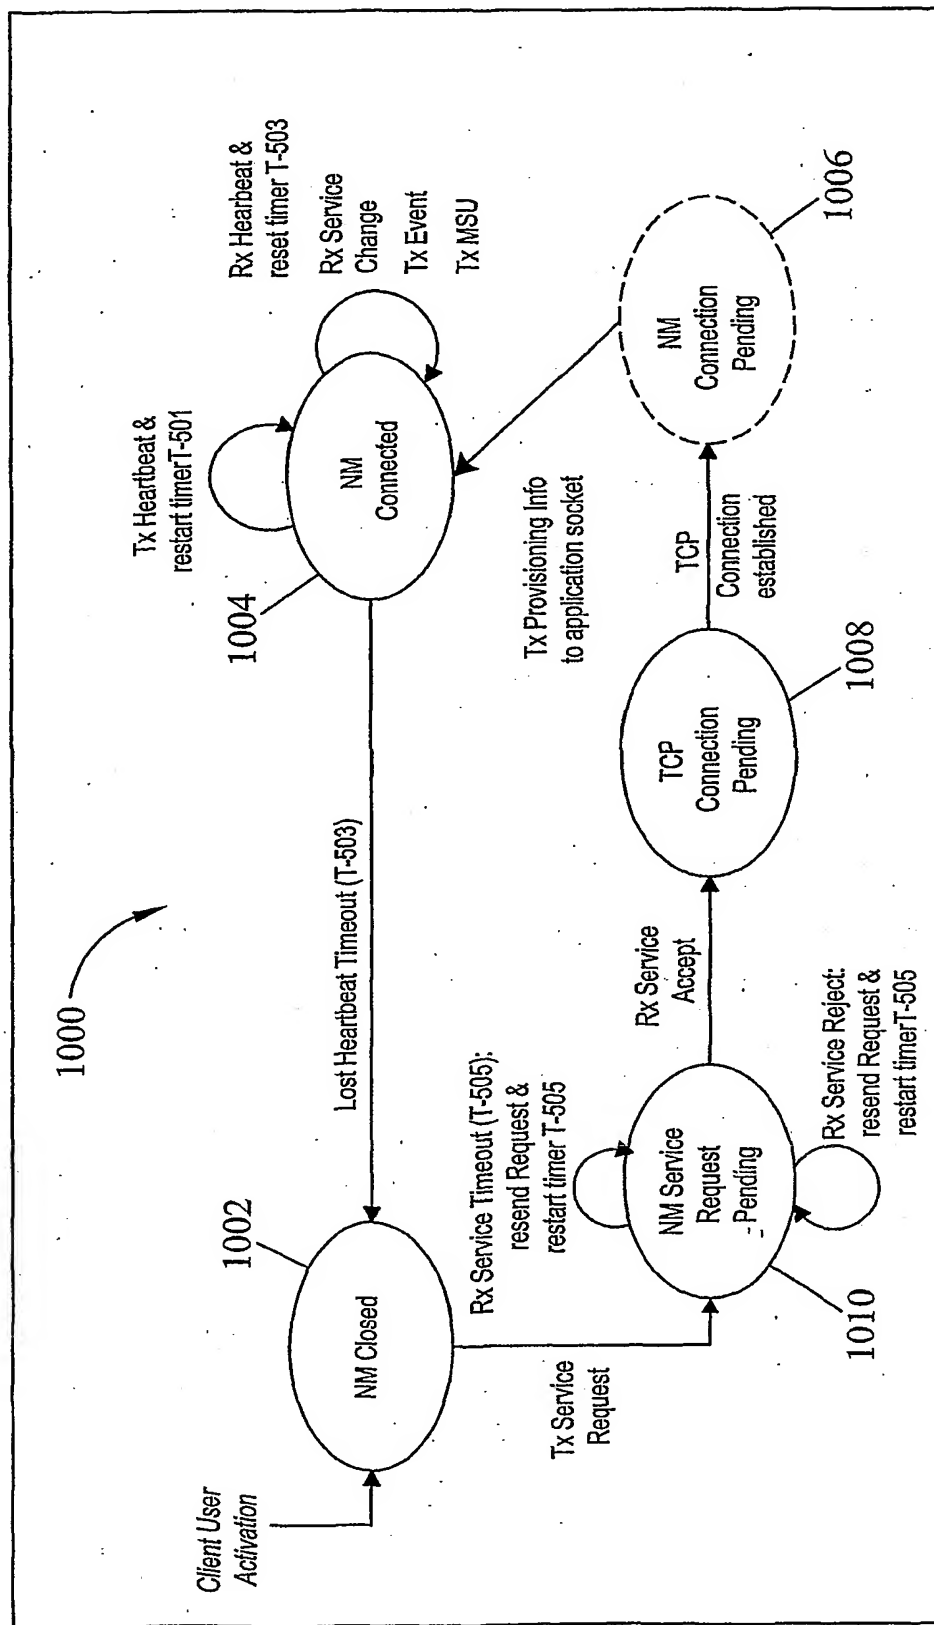 1000
Client User
Activation
NM Closed
1002
Lost Heartbeat Timeout (T-503)
1004
NM
Connected
Tx Heartbeat &
restart timerT-501
Rx Hearbeat &
reset timer T-503
Rx Service
Change
Tx Event
Tx MSU
Tx Service
Request
Rx Service Timeout (T-505):
resend Request &
restart timer T-505
NM Service
Request
- Pending
1010
Rx Service Reject:
resend Request &
restart timerT-505
Rx Service
Accept
TCP
Connection
Pending
1008
TCP
Connection
established
Tx Provisioning Info
to application socket
NM
Connection
Pending
1006